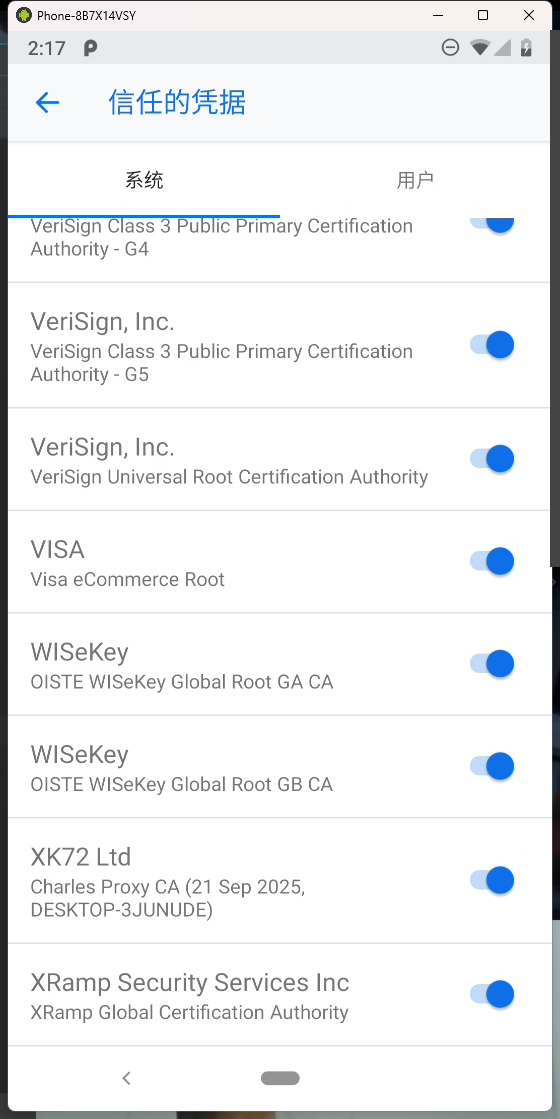 Phone-8B7X14VSY
2:17
信任的凭据
系统
用户
VeriSign Class 3 Public Primary Certification
Authority - G4
VeriSign, Inc.
VeriSign Class 3 Public Primary Certification
Authority - G5
VeriSign, Inc.
VeriSign Universal Root Certification Authority
VISA
Visa eCommerce Root
WISeKey
OISTE WISeKey Global Root GA CA
WISeKey
OISTE WISeKey Global Root GB CA
XK72 Ltd
Charles Proxy CA (21 Sep 2025,
DESKTOP-3JUNUDE)
XRamp Security Services Inc
XRamp Global Certification Authority